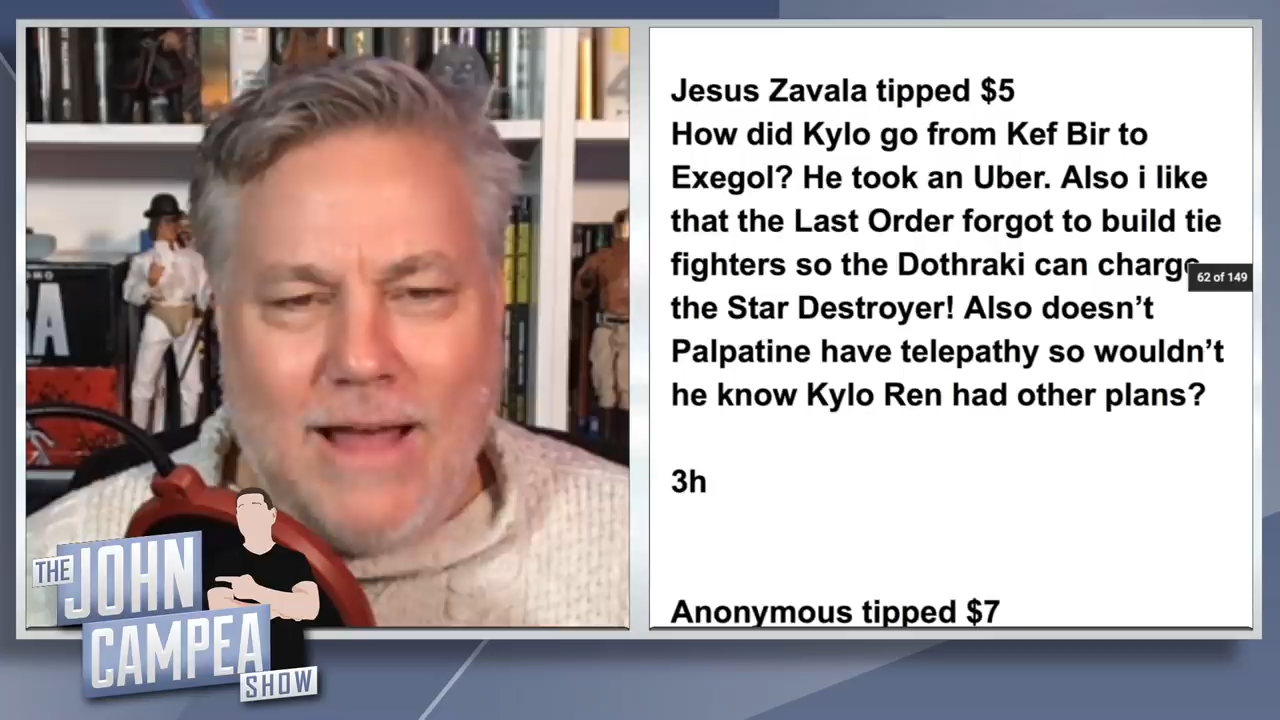 Jesus Zavala tipped $5
How did Kylo go from Kef Bir to
Exegol? He took an Uber. Also i like
that the Last Order forgot to build tie
fighters so the Dothraki can charge
the Star Destroyer! Also doesn’t
Palpatine have telepathy so wouldn’t
he know Kylo Ren had other plans?
3h
Anonymous tipped $7
62 of 149
THE
JOHN
CAMPEA
SHOW